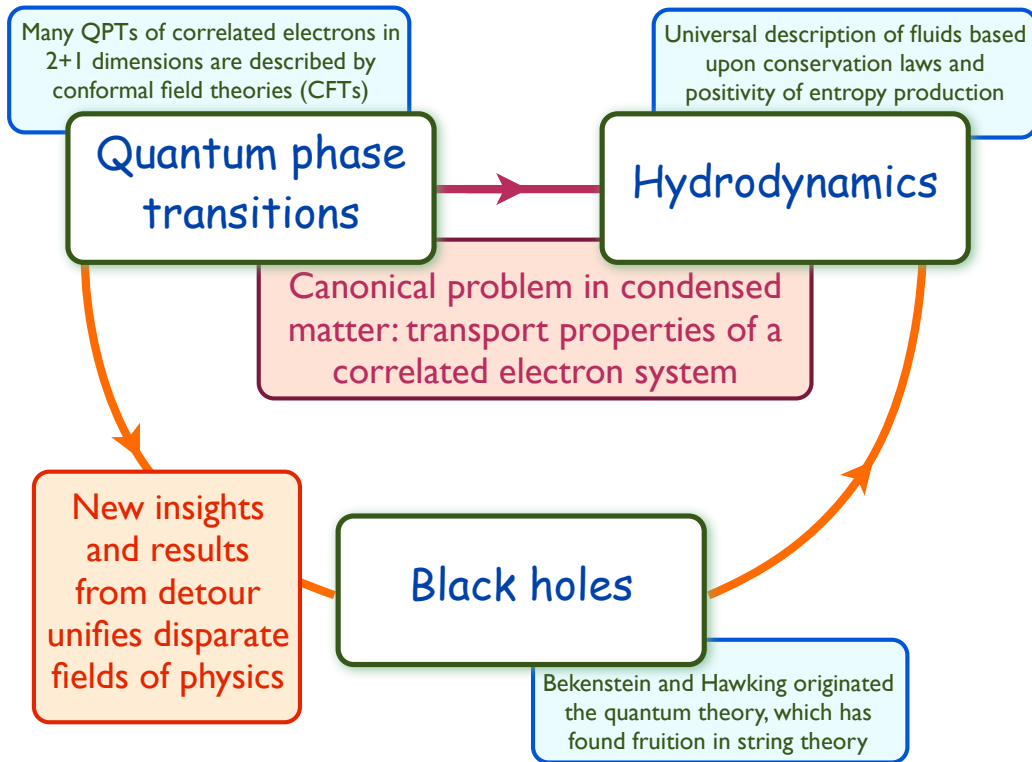 Many QPTs of correlated electrons in
2+1 dimensions are described by
conformal field theories (CFTs)
Quantum phase
transitions
Universal description of fluids based
upon conservation laws and
positivity of entropy production
Hydrodynamics
Canonical problem in condensed
matter: transport properties of a
correlated electron system
New insights
and results
from detour
unifies disparate
fields of physics
Black holes
Bekenstein and Hawking originated
the quantum theory, which has
found fruition in string theory